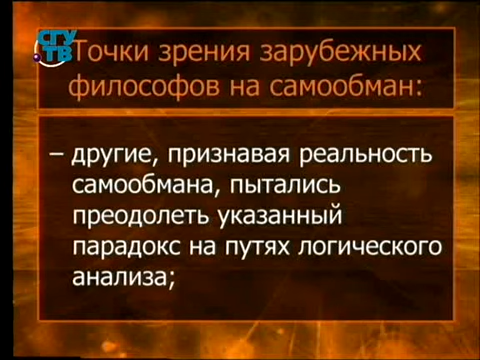 СГУ
ТВ
Точки зрения зарубежных
философов на самообман:
– другие, признавая реальность
самообмана, пытались
преодолеть указанный
парадокс на путях логического
анализа;